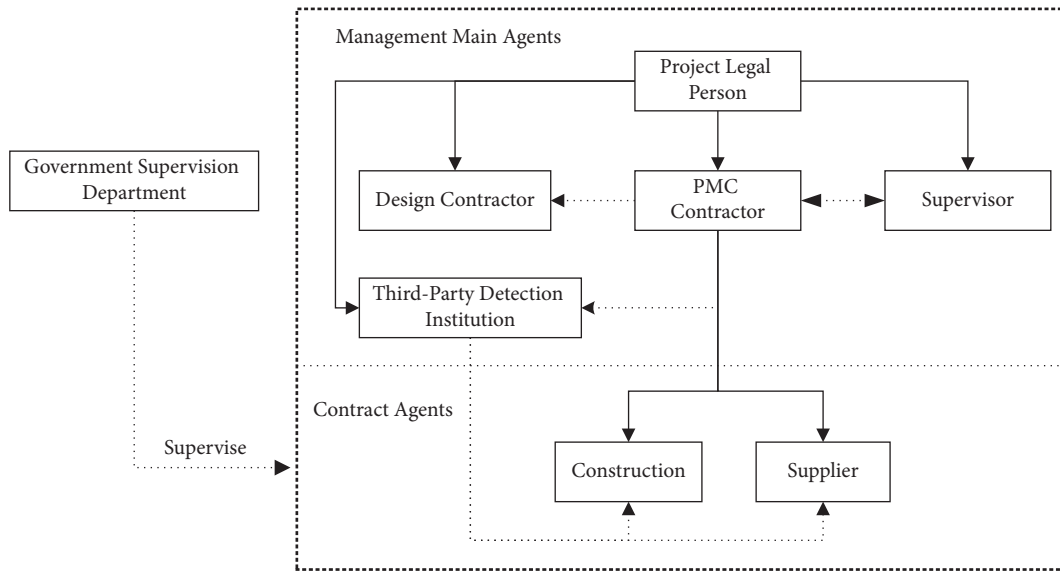 Management Main Agents
Project Legal
Person
Government Supervision
Department
Design Contractor
PMC
Contractor
Supervisor
Third-Party Detection
Institution
Contract Agents
Supervise
Construction
Supplier